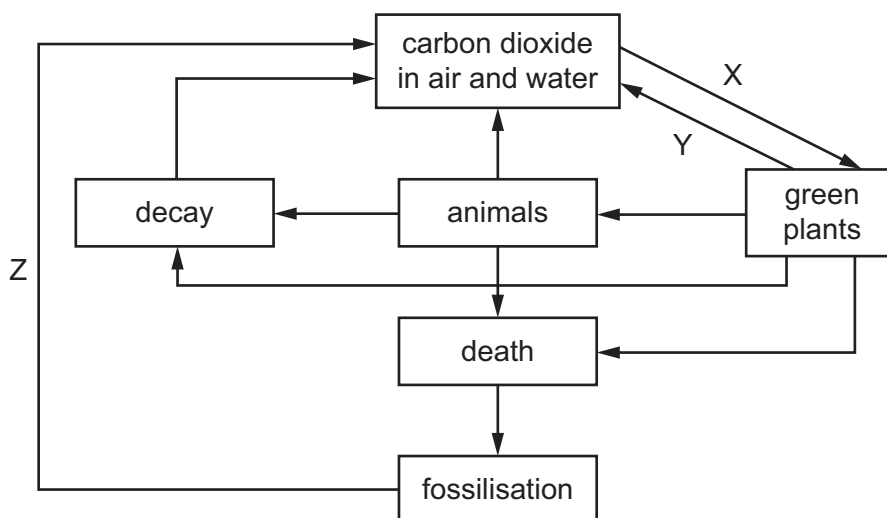 carbon dioxide
in air and water
X
Y
green
plants
decay
animals
Z
death
fossilisation